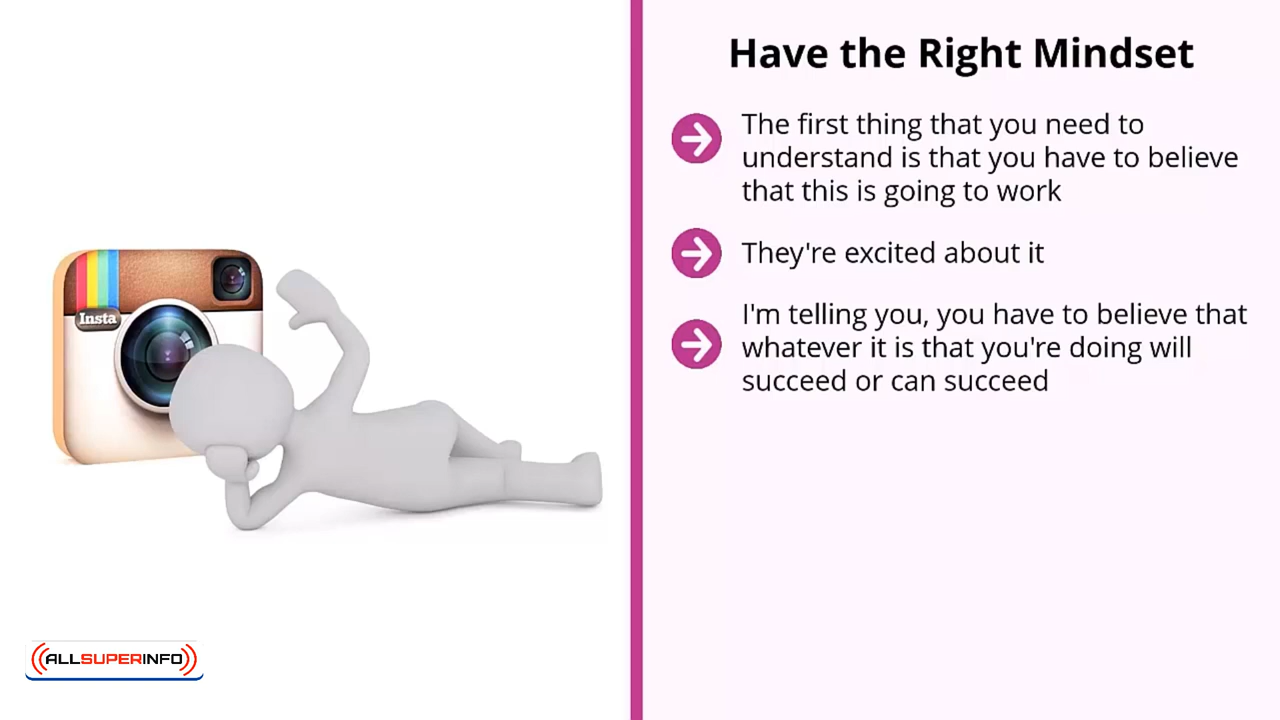 Have the Right Mindset
The first thing that you need to
understand is that you have to believe
that this is going to work
They're excited about it
I'm telling you, you have to believe that
whatever it is that you're doing will
succeed or can succeed
Insta
ALLSUPERINFO